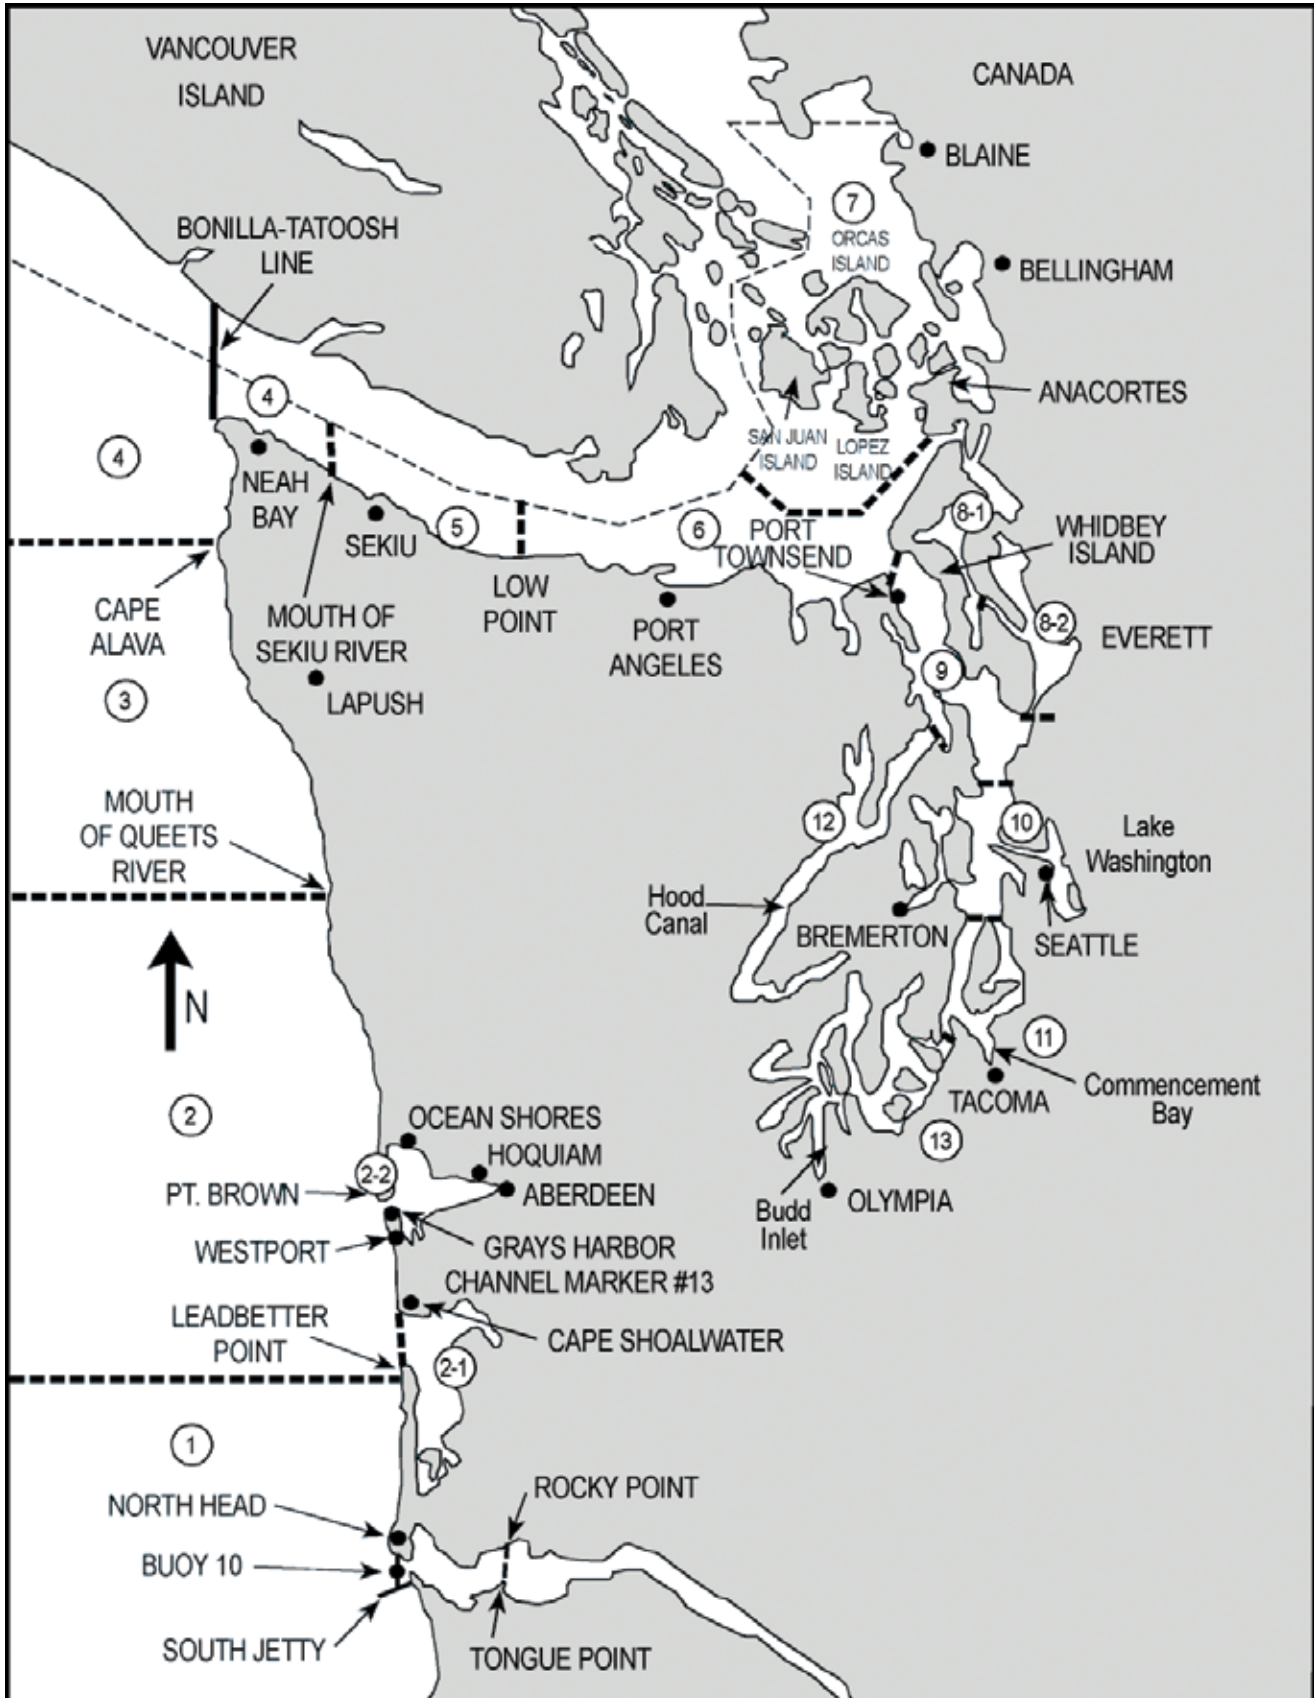 VANCOUVER
ISLAND
CANADA
BLAINE
7
ORCAS
ISLAND
BONILLA-TATOOSH
LINE
BELLINGHAM
ANACORTES
4
4
SAN JUAN
ISLAND
LOPEZ
ISLAND
NEAH
BAY
SEKIU
5
6
PORT
TOWNSEND
8-1
WHIDBEY
ISLAND
CAPE
ALAVA
MOUTH OF
SEKIU RIVER
LOW
POINT
PORT
ANGELES
8-2
EVERETT
3
LAPUSH
9
MOUTH
OF QUEETS
RIVER
12
10
Lake
Washington
Hood
Canal
BREMERTON
SEATTLE
N
11
Commencement
Bay
TACOMA
13
2
OCEAN SHORES
HOQUIAM
2-2
PT. BROWN
ABERDEEN
Budd
Inlet
OLYMPIA
WESTPORT
GRAYS HARBOR
CHANNEL MARKER #13
LEADBETTER
POINT
CAPE SHOALWATER
2-1
1
NORTH HEAD
ROCKY POINT
BUOY 10
SOUTH JETTY
TONGUE POINT